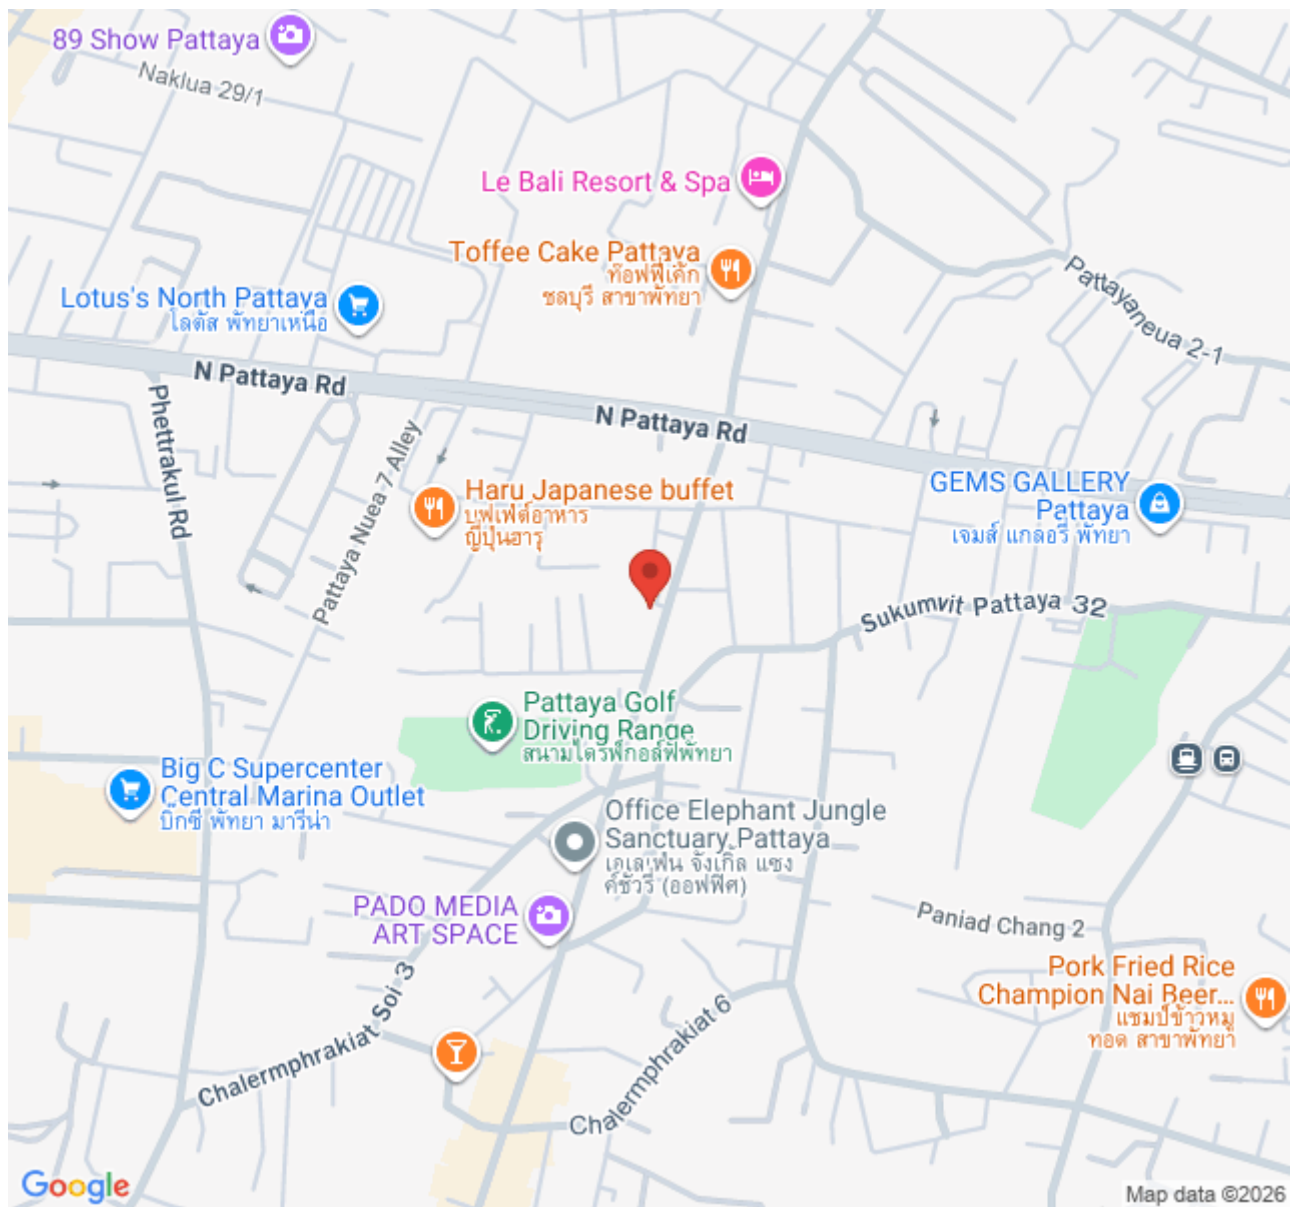 89 Show Pattaya
Naklua 29/1
Le Bali Resort & Spa
Toffee Cake Pattaya
ท๊อฟฟี่เค้ก
ชลบุรี สาขาพัทยา
Pattayaneua 2-1
Lotus's North Pattaya
โลตัส พัทยาเหนือ
N Pattaya Rd
N Pattaya Rd
Phettrakul Rd
Pattaya Nuea 7 Alley
Haru Japanese buffet
บุฟเฟ่ต์อาหาร
ญี่ปุ่นฮารุ
GEMS GALLERY
Pattaya
เจมส์ แกลอรี่ พัทยา
Sukumvit Pattaya 32
Pattaya Golf
Driving Range
สนามไดร์ฟกอล์ฟพัทยา
Big C Supercenter
Central Marina Outlet
บิ๊กซี พัทยา มารีน่า
Office Elephant Jungle
Sanctuary Pattaya
เอเลเฟ่น จังเกิ้ล แซง
ค์ชัวรี่ (ออฟฟิศ)
PADO MEDIA
ART SPACE
Paniad Chang 2
Pork Fried Rice
Champion Nai Beer...
แชมป์ข้าวหมู
ทอด สาขาพัทยา
Chalermphrakiat Soi 3
Chalermphrakiat 6
Google
Map data ©2026